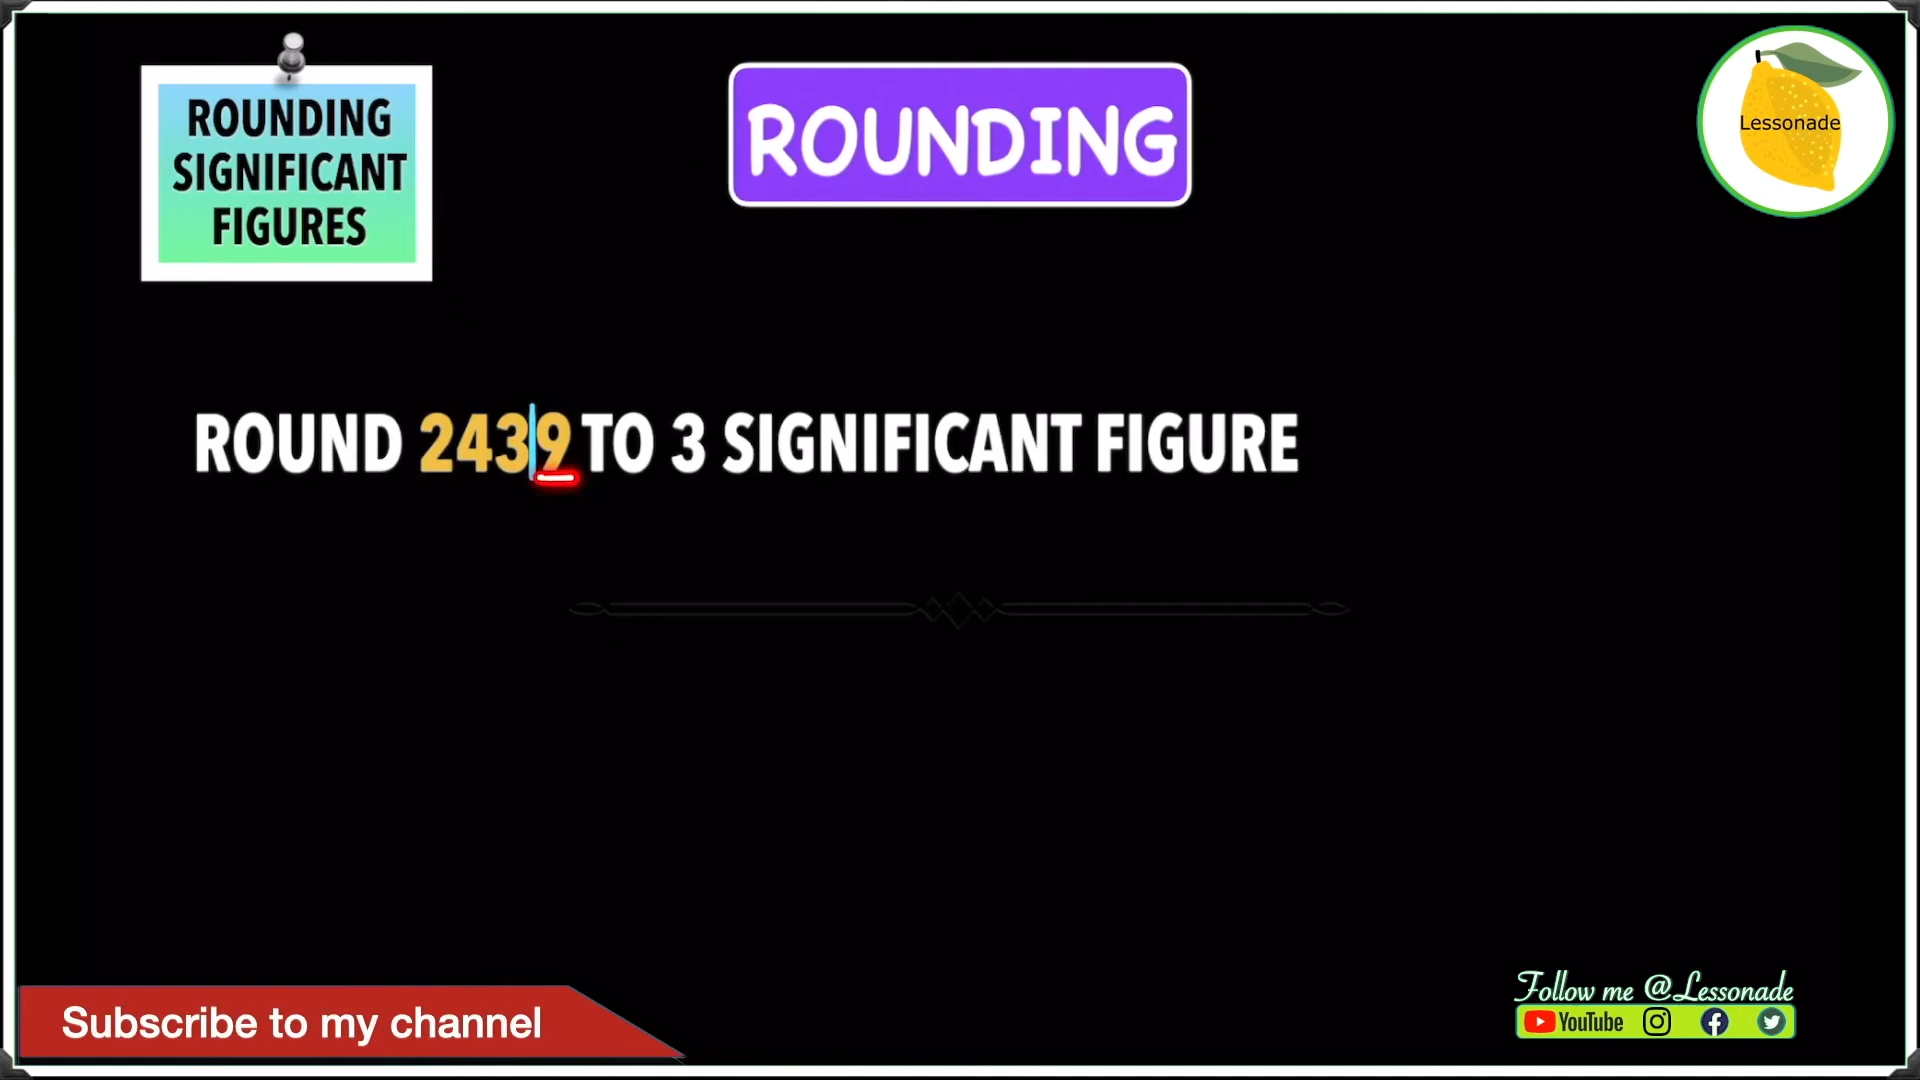 ROUNDING
SIGNIFICANT
FIGURES
ROUNDING
Lessonade
ROUND 2439 TO 3 SIGNIFICANT FIGURE
Subscribe to my channel
Follow me @Lessonade
YouTube